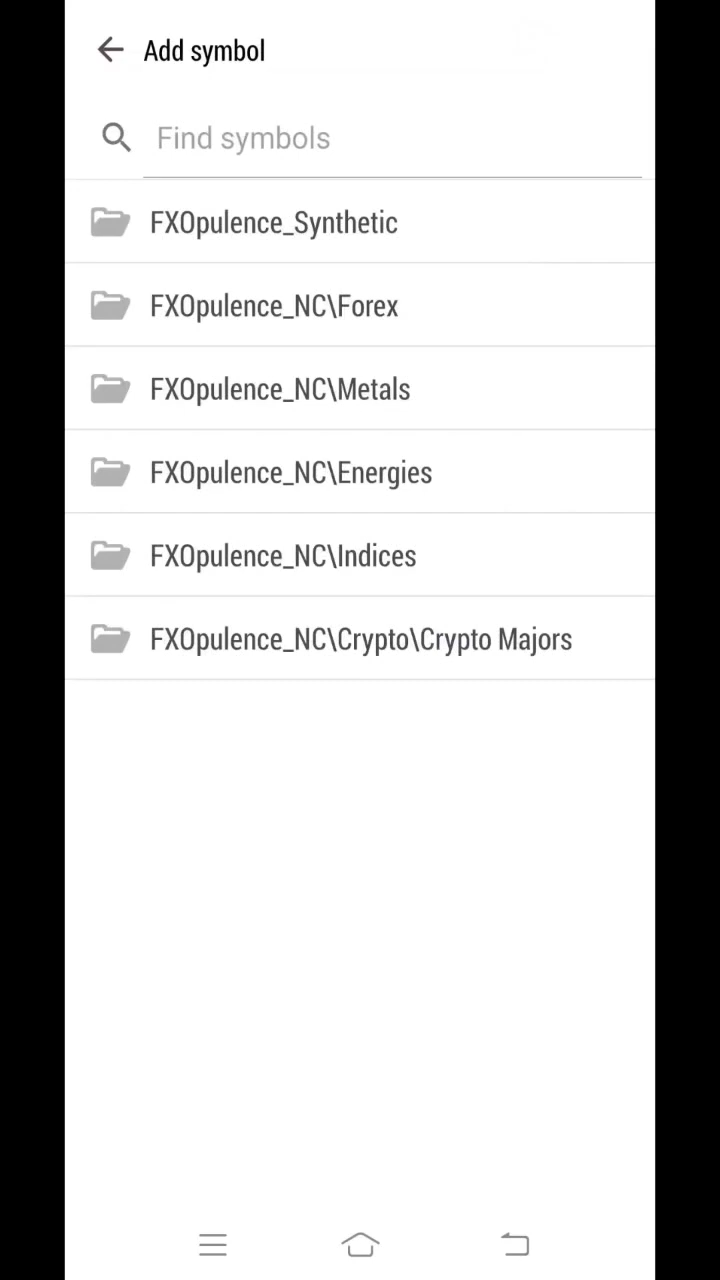 Add symbol
Find symbols
FXOpulence_Synthetic
FXOpulence_NC\Forex
FXOpulence_NC\Metals
FXOpulence_NC\Energies
FXOpulence_NC\Indices
FXOpulence_NC\Crypto\Crypto Majors